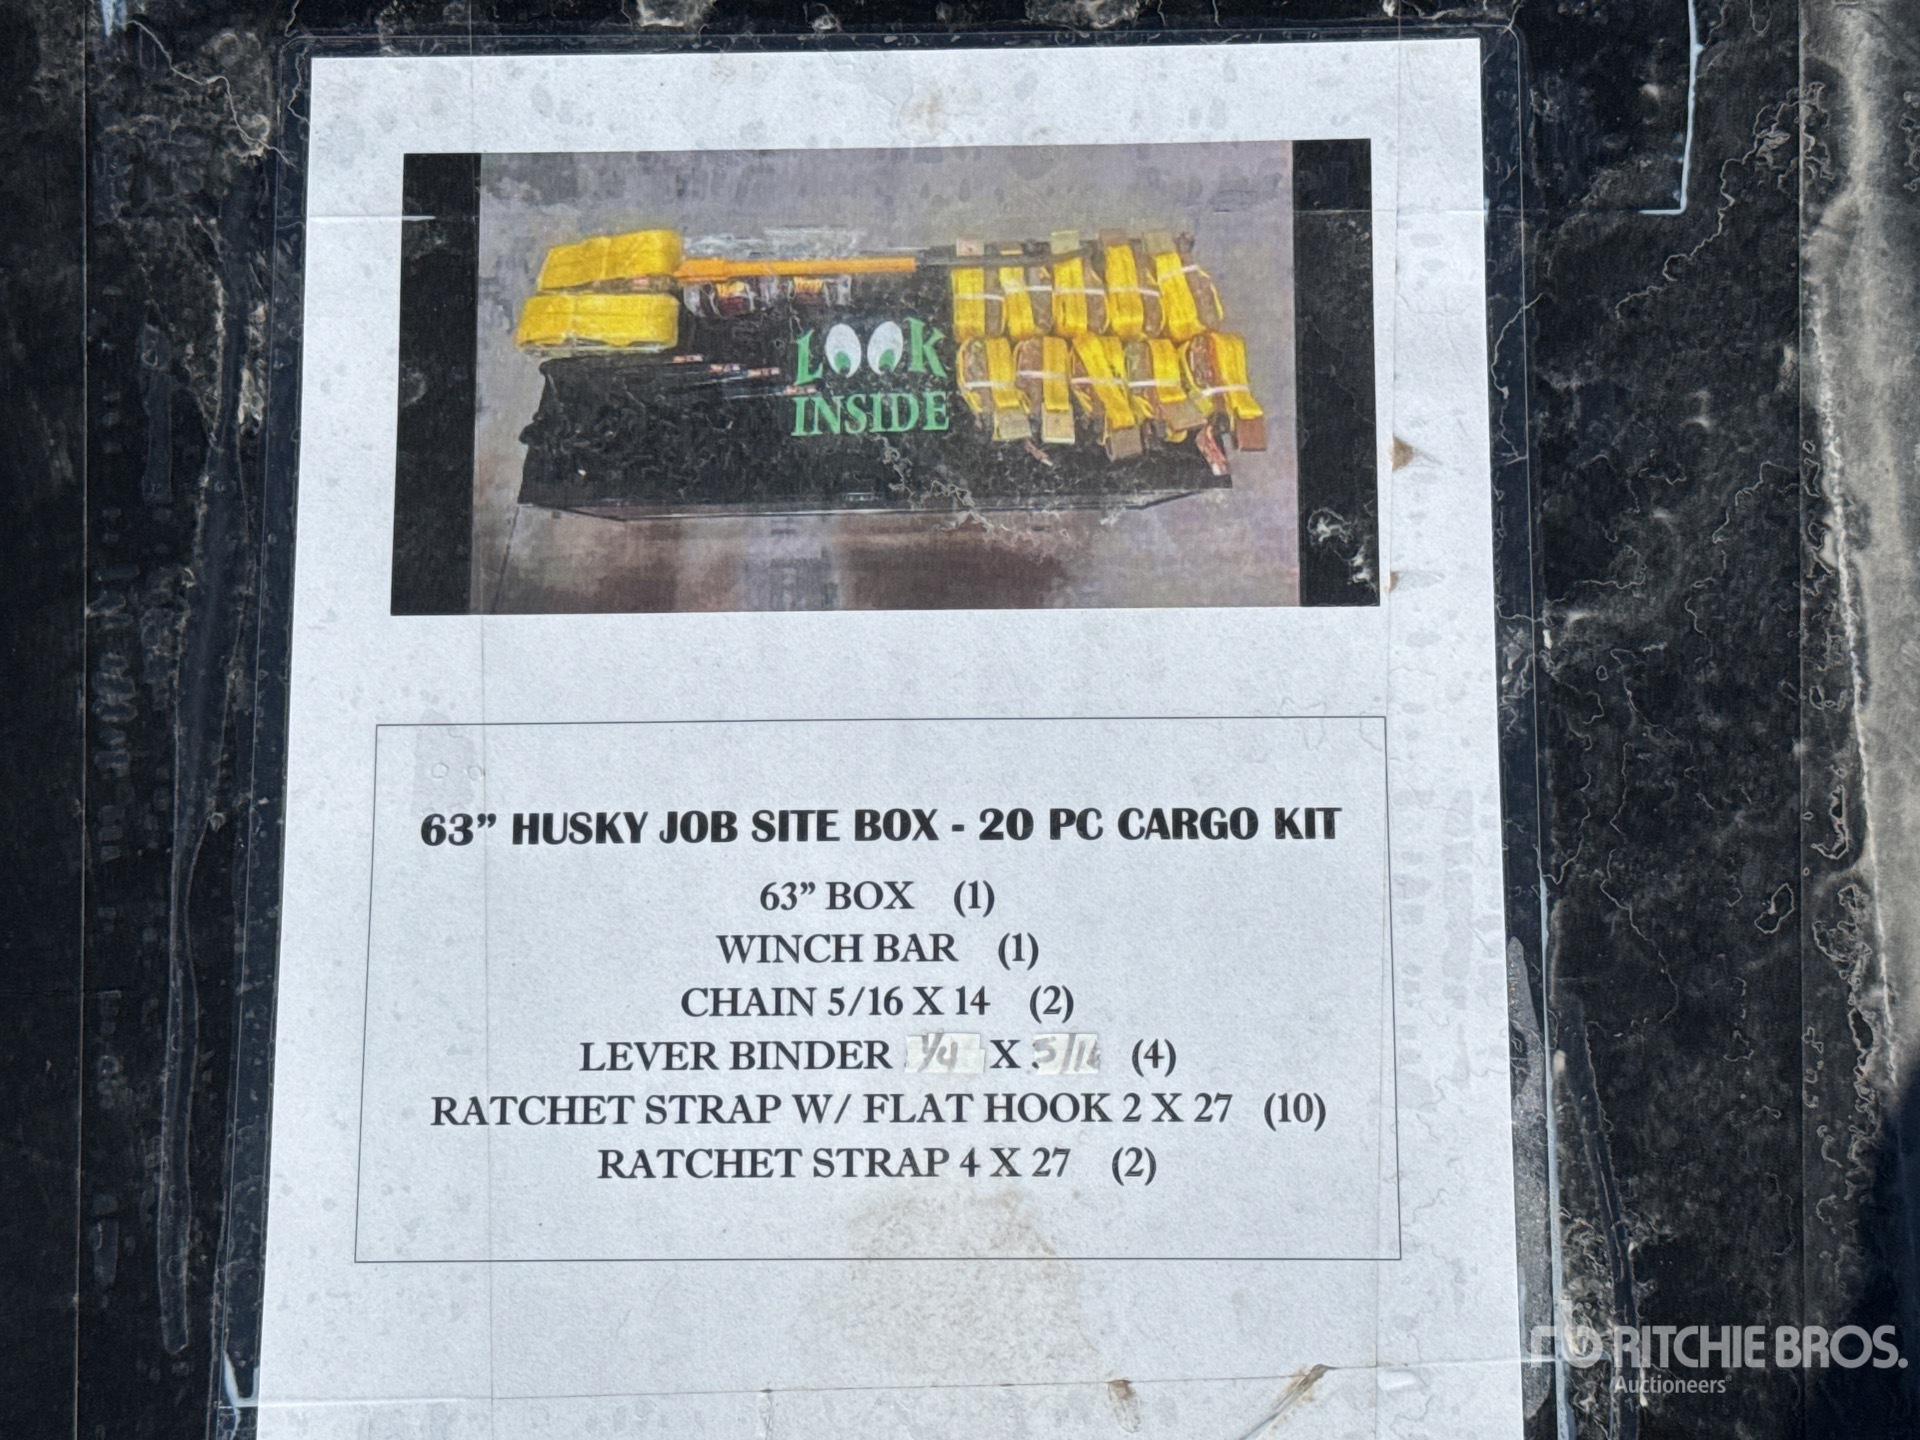 LOOK
INSIDE
63” HUSKY JOB SITE BOX - 20 PC CARGO KIT
63” BOX (1)
WINCH BAR (1)
CHAIN 5/16 X 14 (2)
LEVER BINDER 1/4 X 5/16 (4)
RATCHET STRAP W/ FLAT HOOK 2 X 27 (10)
RATCHET STRAP 4 X 27 (2)
rb RITCHIE BROS.
Auctioneers